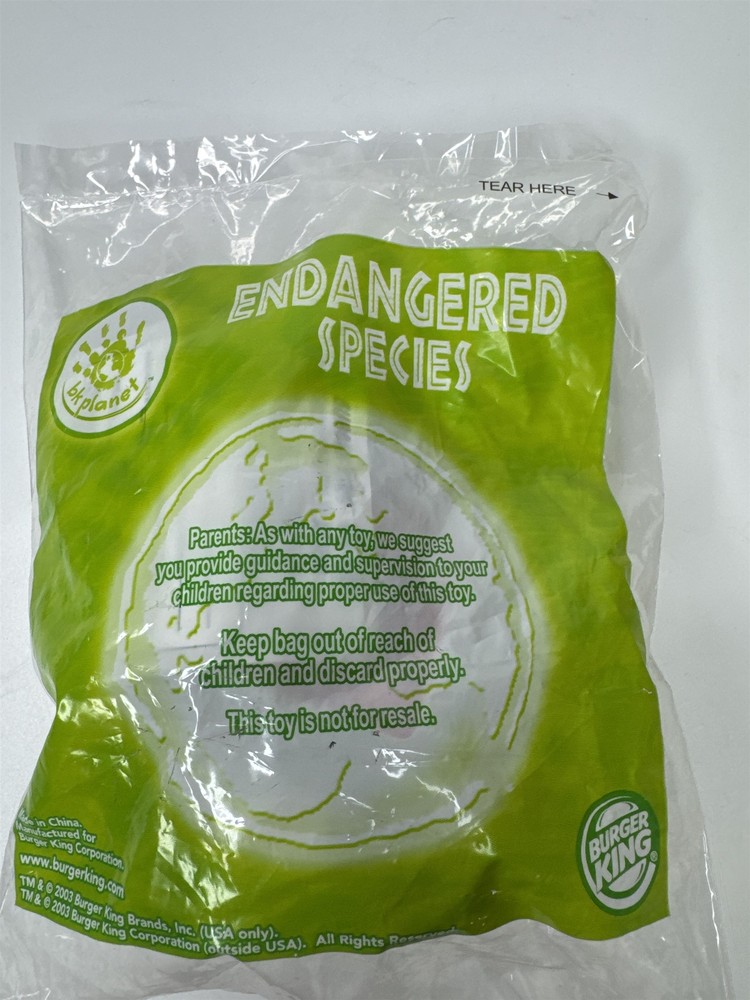 TEAR HERE
ENDANGERED
SPECIES
bkplanet™
Parents: As with any toy, we suggest
you provide guidance and supervision to your
children regarding proper use of this toy.
Keep bag out of reach of
children and discard properly.
This toy is not for resale.
BURGER
KING®
in China.
Manufactured for
Burger King Corporation.
www.burgerking.com
TM & © 2003 Burger King Brands, Inc. (USA only).
TM & © 2003 Burger King Corporation (outside USA). All Rights Reserved.